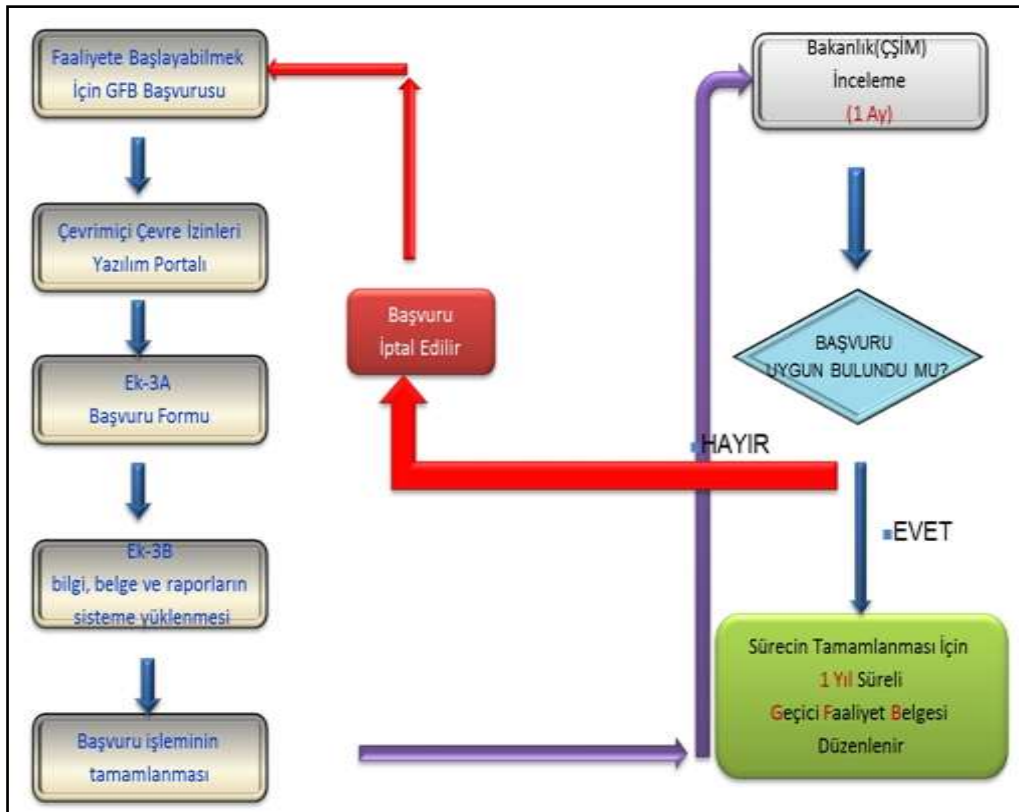 Faaliyete Başlayabilmek
İçin GFB Başvurusu
Çevrimiçi Çevre İzinleri
Yazılım Portalı
Ek-3A
Başvuru Formu
Ek-3B
bilgi, belge ve raporların
sisteme yüklenmesi
Başvuru işleminin
tamamlanması
Başvuru
İptal Edilir
Bakanlık(ÇŞİM)
İnceleme
(1 Ay)
BAŞVURU
UYGUN BULUNDU MU?
HAYIR
EVET
Sürecin Tamamlanması İçin
1 Yıl Süreli
Geçici Faaliyet Belgesi
Düzenlenir